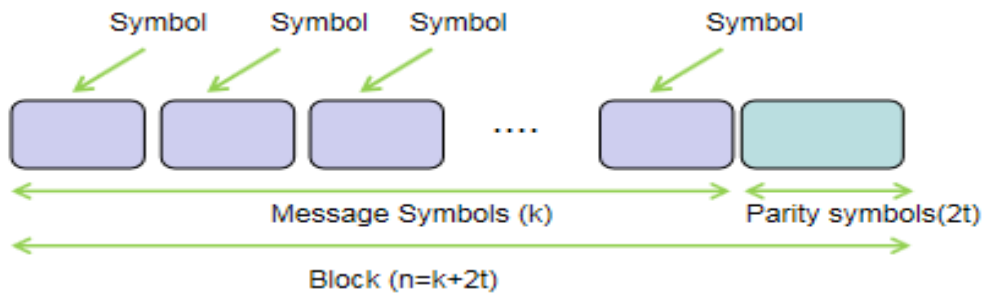 Symbol Symbol Symbol Symbol
....
Message Symbols (k) Parity symbols(2t)
Block (n=k+2t)